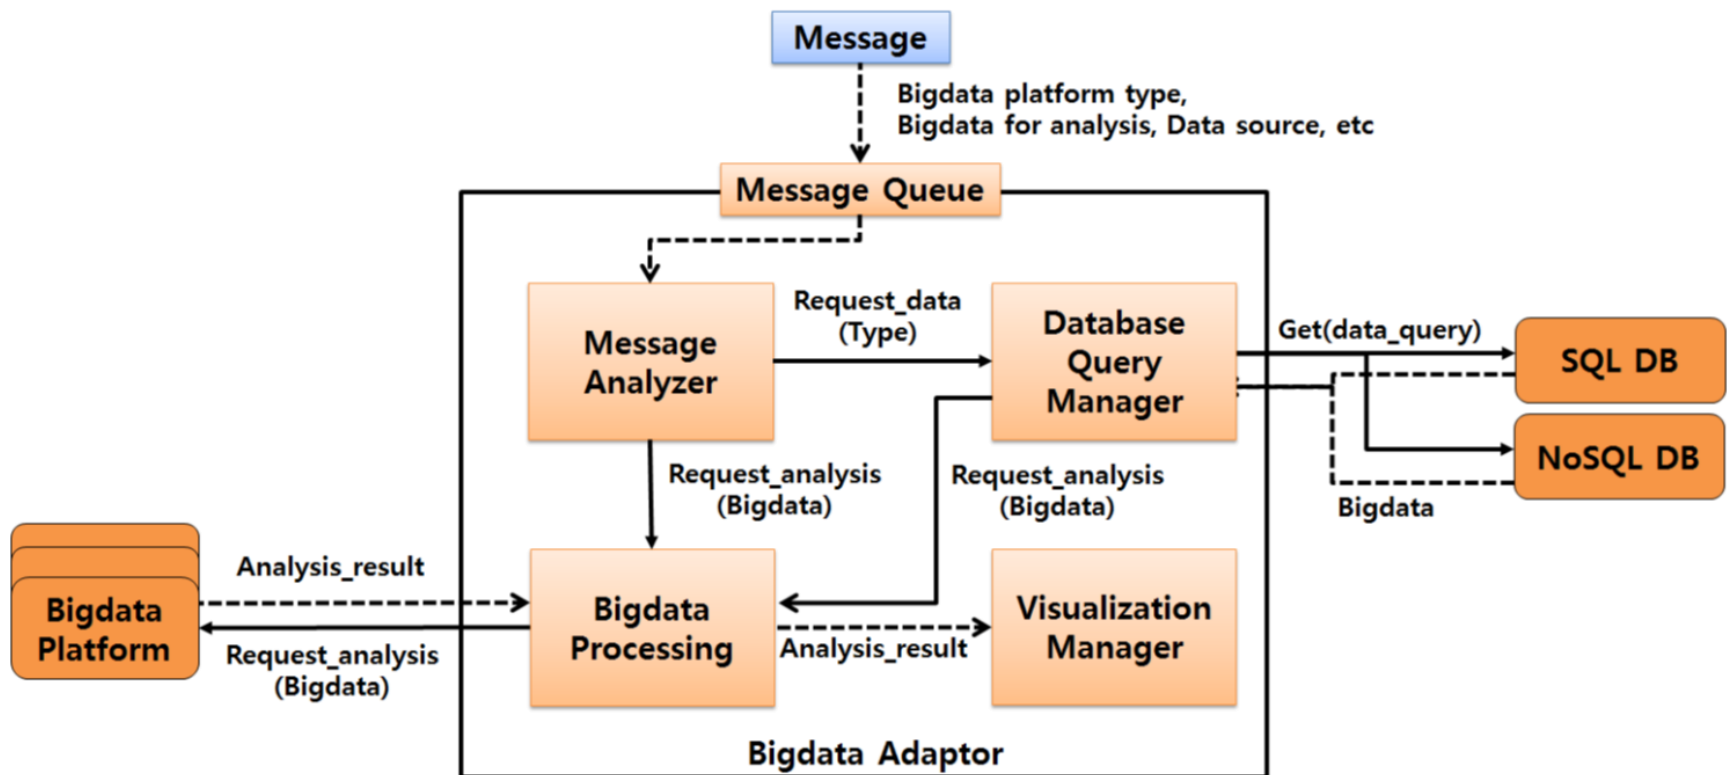 Message
Bigdata platform type,
Bigdata for analysis, Data source, etc
Message Queue
Message
Analyzer
Request_data
(Type)
Database
Query
Manager
Get(data_query)
SQL DB
NoSQL DB
Bigdata
Request_analysis
(Bigdata)
Request_analysis
(Bigdata)
Analysis_result
Bigdata
Platform
Request_analysis
(Bigdata)
Bigdata
Processing
Analysis_result
Visualization
Manager
Bigdata Adaptor